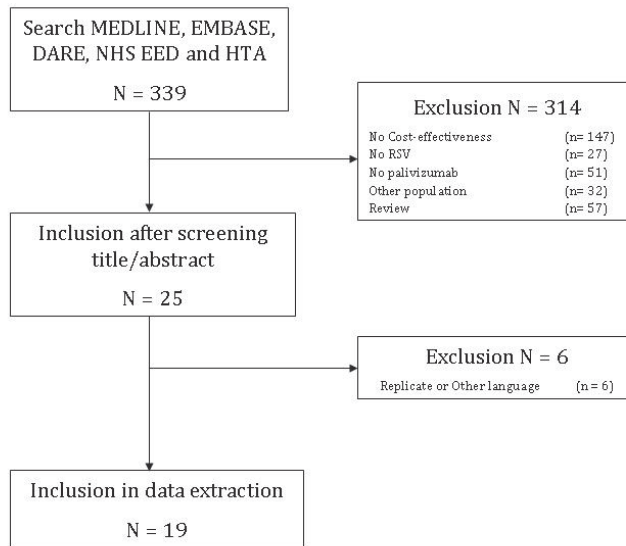 Search MEDLINE, EMBASE,
DARE, NHS EED and HTA
N = 339
Exclusion N = 314
No Cost-effectiveness (n= 147)
No RSV (n= 27)
No palivizumab (n= 51)
Other population (n= 32)
Review (n= 57)
Inclusion after screening
title/abstract
N = 25
Exclusion N = 6
Replicate or Other language (n= 6)
Inclusion in data extraction
N = 19